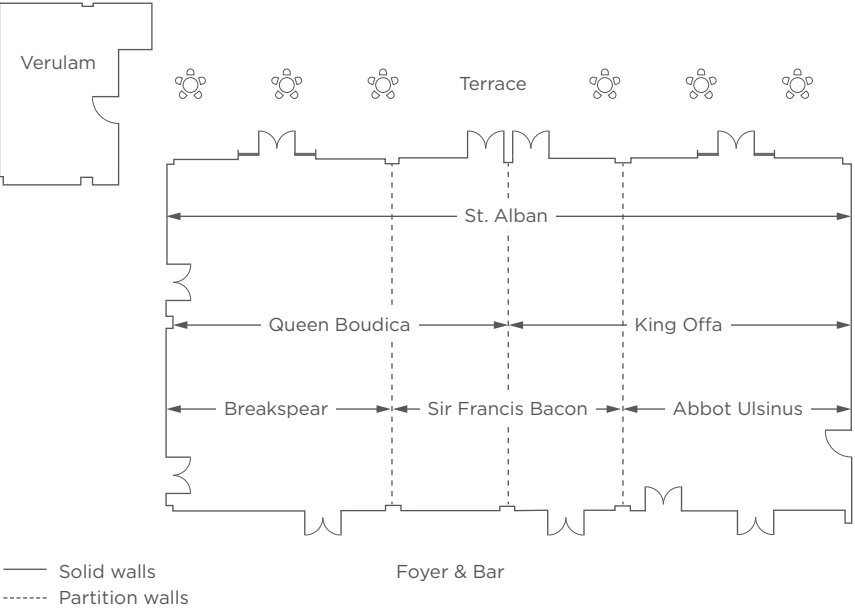 Verulam
Terrace
St. Alban
Queen Boudica
King Offa
Breakspear
Sir Francis Bacon
Abbot Ulsinus
Solid walls
Foyer & Bar
Partition walls